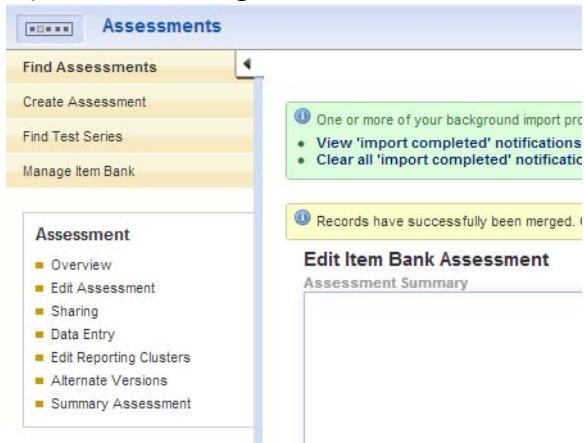 Assessments
Find Assessments
Create Assessment
Find Test Series
Manage Item Bank
Assessment
Overview
Edit Assessment
Sharing
Data Entry
Edit Reporting Clusters
Alternate Versions
Summary Assessment
One or more of your background import
View 'import completed' notifications
Clear all 'import completed'
Records have successfully been merged.
Edit Item Bank Assessment
Assessment Summary